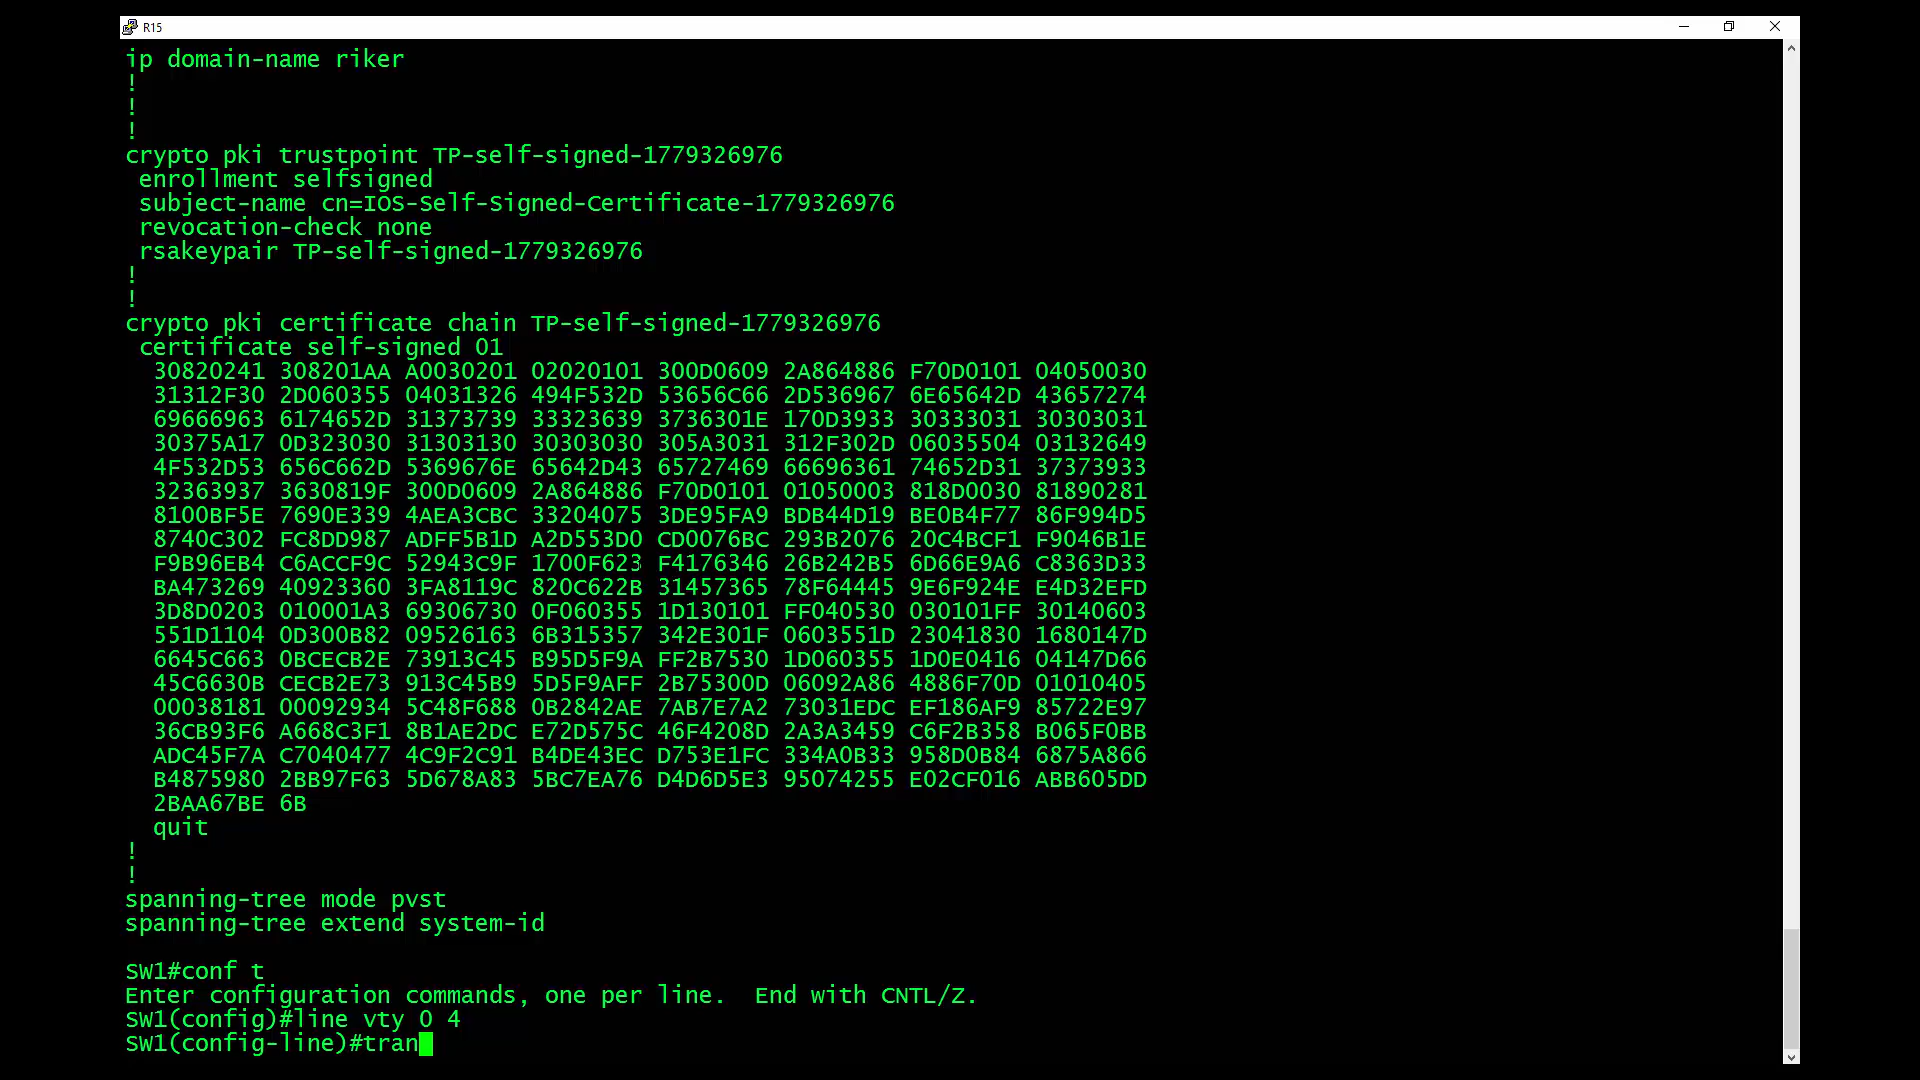 R15
ip domain-name riker
!
!
!
crypto pki trustpoint TP-self-signed-1779326976
 enrollment selfsigned
 subject-name cn=IOS-Self-Signed-Certificate-1779326976
 revocation-check none
 rsakeypair TP-self-signed-1779326976
!
!
crypto pki certificate chain TP-self-signed-1779326976
 certificate self-signed 01
  30820241 308201AA A0030201 02020101 300D0609 2A864886 F70D0101 04050030
  31312F30 2D060355 04031326 494F532D 53656C66 2D536967 6E65642D 43657274
  69666963 6174652D 31373739 33323639 3736301E 170D3933 30333031 30303031
  30375A17 0D323030 31303130 30303030 305A3031 312F302D 06035504 03132649
  4F532D53 656C662D 5369676E 65642D43 65727469 66696361 74652D31 37373933
  32363937 3630819F 300D0609 2A864886 F70D0101 01050003 818D0030 81890281
  8100BF5E 7690E339 4AEA3CBC 33204075 3DE95FA9 BDB44D19 BE0B4F77 86F994D5
  8740C302 FC8DD987 ADFF5B1D A2D553D0 CD0076BC 293B2076 20C4BCF1 F9046B1E
  F9B96EB4 C6ACCF9C 52943C9F 1700F623 F4176346 26B242B5 6D66E9A6 C8363D33
  BA473269 40923360 3FA8119C 820C622B 31457365 78F64445 9E6F924E E4D32EFD
  3D8D0203 010001A3 69306730 0F060355 1D130101 FF040530 030101FF 30140603
  551D1104 0D300B82 09526163 6B315357 342E301F 0603551D 23041830 1680147D
  6645C663 0BCECB2E 73913C45 B95D5F9A FF2B7530 1D060355 1D0E0416 04147D66
  45C6630B CECB2E73 913C45B9 5D5F9AFF 2B75300D 06092A86 4886F70D 01010405
  00038181 00092934 5C48F688 0B2842AE 7AB7E7A2 73031EDC EF186AF9 85722E97
  36CB93F6 A668C3F1 8B1AE2DC E72D575C 46F4208D 2A3A3459 C6F2B358 B065F0BB
  ADC45F7A C7040477 4C9F2C91 B4DE43EC D753E1FC 334A0B33 958D0B84 6875A866
  B4875980 2BB97F63 5D678A83 5BC7EA76 D4D6D5E3 95074255 E02CF016 ABB605DD
  2BAA67BE 6B
  quit
!
!
spanning-tree mode pvst
spanning-tree extend system-id
SW1#conf t
Enter configuration commands, one per line.  End with CNTL/Z.
SW1(config)#line vty 0 4
SW1(config-line)#tran